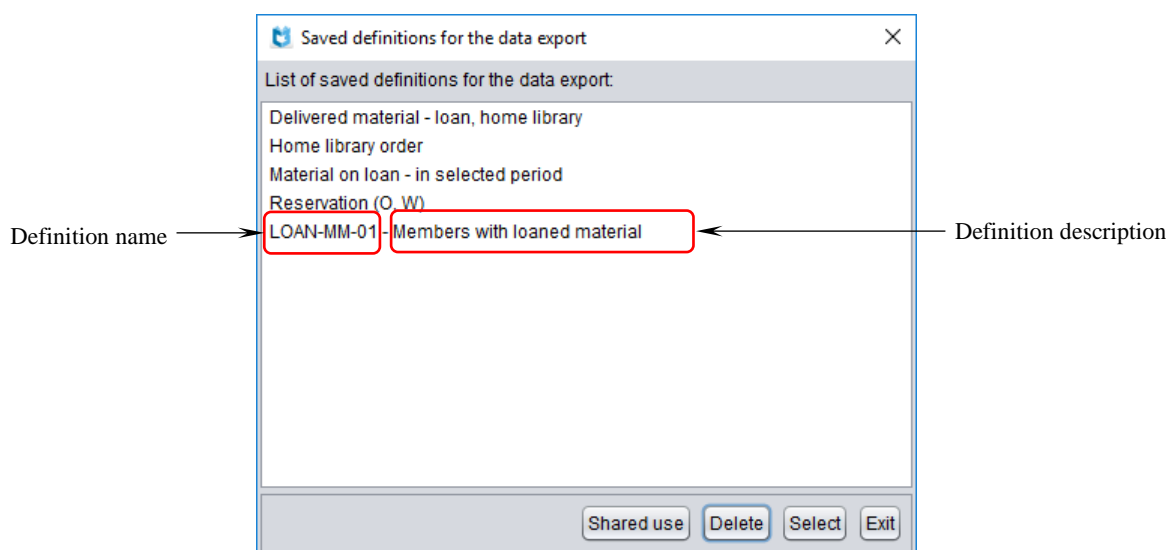 Saved definitions for the data export
List of saved definitions for the data export:
Delivered material - loan, home library
Home library order
Material on loan - in selected period
Reservation (O, W)
Definition name
LOAN-MM-01 - Members with loaned material
Definition description
Shared use Delete Select Exit